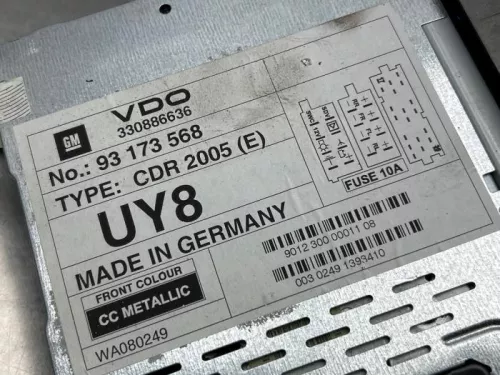 GM
VDO
330886636
No.: 93 173 568
TYPE: CDR 2005 (E)
UY8
MADE IN GERMANY
FRONT COLOUR
CC METALLIC
WA080249
FUSE 10A
9012 300 00011 08
003 0249 1393410